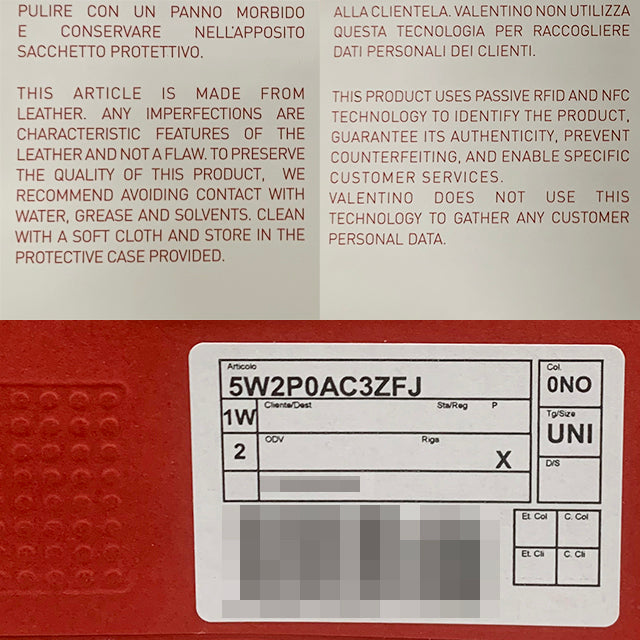 PULIRE CON UN PANNO MORBIDO
E CONSERVARE NELL'APPOSITO
SACCHETTO PROTETTIVO.
THIS ARTICLE IS MADE FROM
LEATHER. ANY IMPERFECTIONS ARE
CHARACTERISTIC FEATURES OF THE
LEATHER AND NOT A FLAW. TO PRESERVE
THE QUALITY OF THIS PRODUCT, WE
RECOMMEND AVOIDING CONTACT WITH
WATER, GREASE AND SOLVENTS. CLEAN
WITH A SOFT CLOTH AND STORE IN THE
PROTECTIVE CASE PROVIDED.
ALLA CLIENTELA. VALENTINO NON UTILIZZA
QUESTA TECNOLOGIA PER RACCOGLIERE
DATI PERSONALI DEI CLIENTI.
THIS PRODUCT USES PASSIVE RFID AND NFC
TECHNOLOGY TO IDENTIFY THE PRODUCT,
GUARANTEE ITS AUTHENTICITY, PREVENT
COUNTERFEITING, AND ENABLE SPECIFIC
CUSTOMER SERVICES.
VALENTINO DOES NOT USE THIS
TECHNOLOGY TO GATHER ANY CUSTOMER
PERSONAL DATA.
Articolo
5W2P0AC3ZFJ
Col.
0NO
1W
Cliente/Dest Sta/Reg P
Tg/Size
UNI
2
ODV Riga
X
D/S
Et. Col C. Col
Et. Cli C. Cli